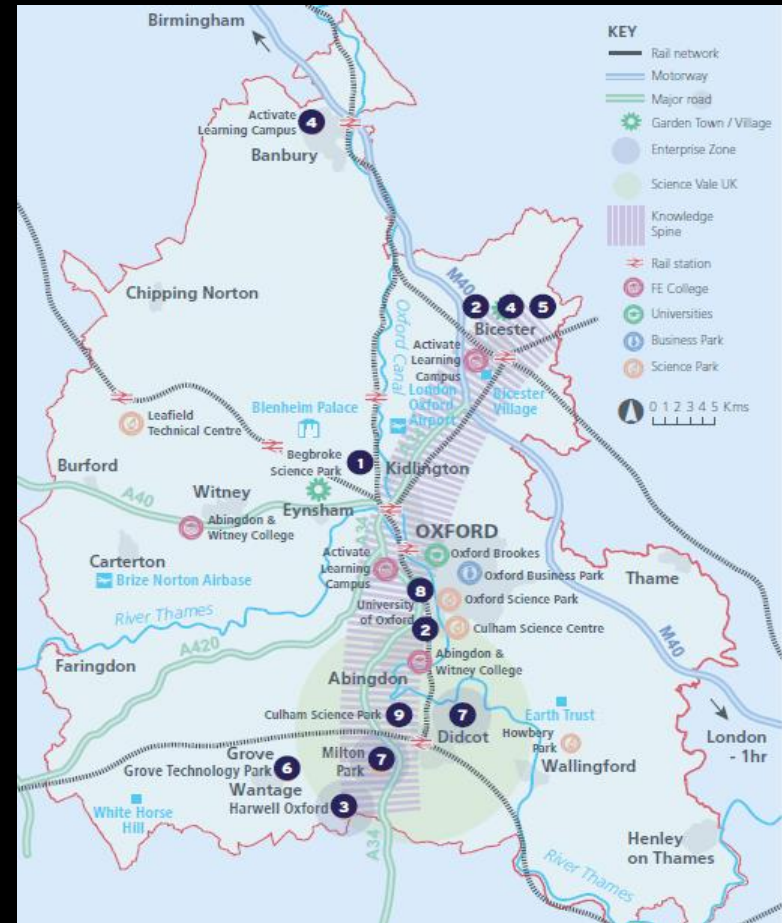 Birmingham
KEY
Rail network
Motorway
Major road
Garden Town / Village
Enterprise Zone
Science Vale UK
Knowledge
Spine
Rail station
FE College
Universities
Business Park
Science Park
0 1 2 3 4 5 Kms
Activate
Learning Campus
4
Banbury
M40
Chipping Norton
Oxford Canal
2
4
5
Bicester
Activate
Learning
Campus
Bicester
Village
London
Oxford
Airport
Leafield
Technical Centre
Blenheim Palace
Begbroke
Science Park
1
Kidlington
Burford
A40
Witney
Eynsham
A34
OXFORD
Oxford Brookes
Abingdon &
Witney College
Carterton
Brize Norton Airbase
Activate
Learning
Campus
Oxford Business Park
Thame
8
University
of Oxford
Oxford Science Park
2
Culham Science Centre
River Thames
A420
M40
Faringdon
Abingdon &
Witney College
Abingdon
Culham Science Park
9
7
Didcot
Earth Trust
Howbery
Park
Wallingford
London
- 1hr
Grove
Grove Technology Park
6
Milton
Park
7
Wantage
Harwell Oxford
3
White Horse
Hill
A34
Henley
on Thames
River Thames